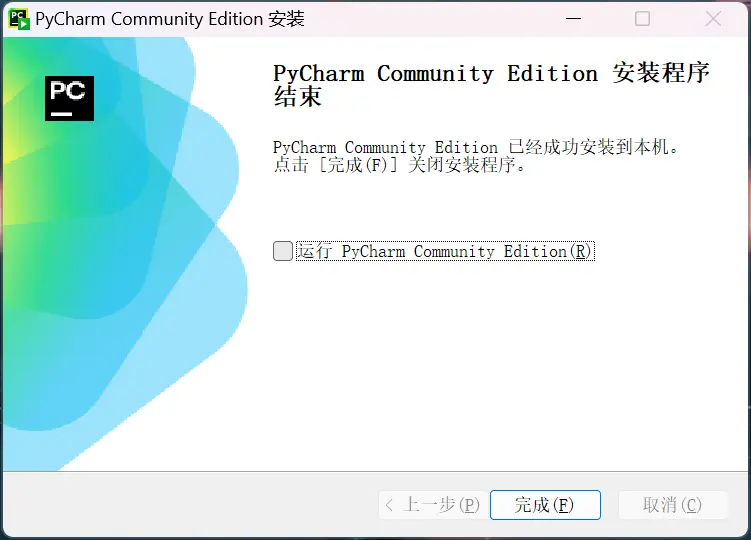 PyCharm Community Edition 安装
PC
PyCharm Community Edition 安装程序
结束
PyCharm Community Edition 已经成功安装到本机。
点击 [完成(F)] 关闭安装程序。
运行 PyCharm Community Edition(R)
< 上一步(P) 完成(F) 取消(C)